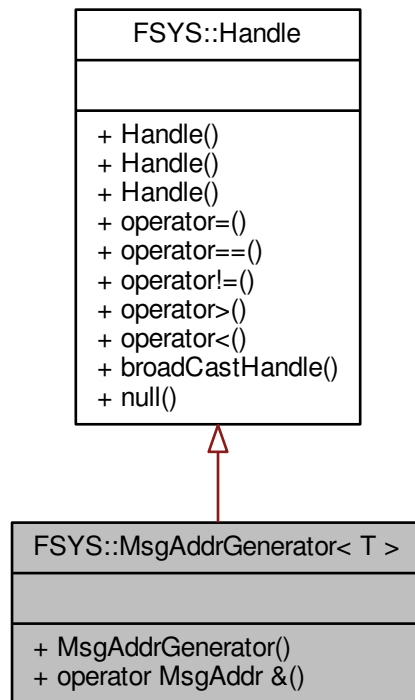 FSYS::Handle
+ Handle()
+ Handle()
+ Handle()
+ operator=()
+ operator==()
+ operator!=()
+ operator>()
+ operator<()
+ broadCastHandle()
+ null()
FSYS::MsgAddrGenerator< T >
+ MsgAddrGenerator()
+ operator MsgAddr &()